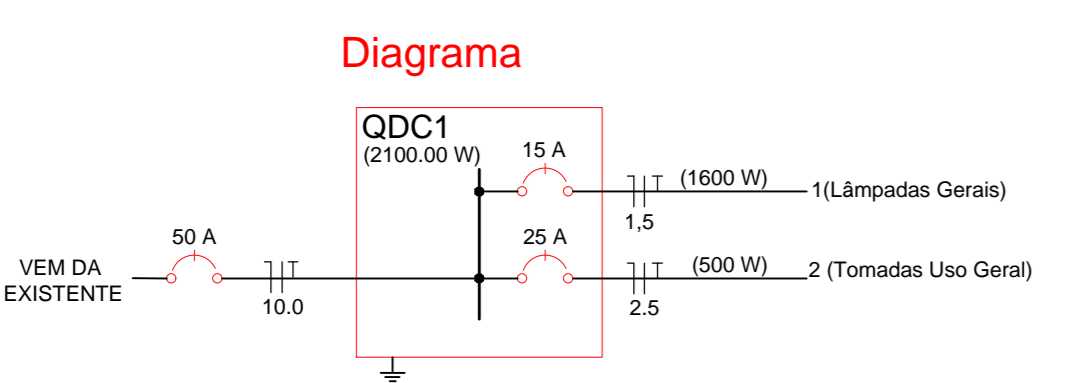 Diagrama
QDC1
(2100.00 W)
15 A
(1600 W)
1(Lâmpadas Gerais)
1,5
50 A
25 A
VEM DA
EXISTENTE
(500 W)
2 (Tomadas Uso Geral)
10.0
2.5